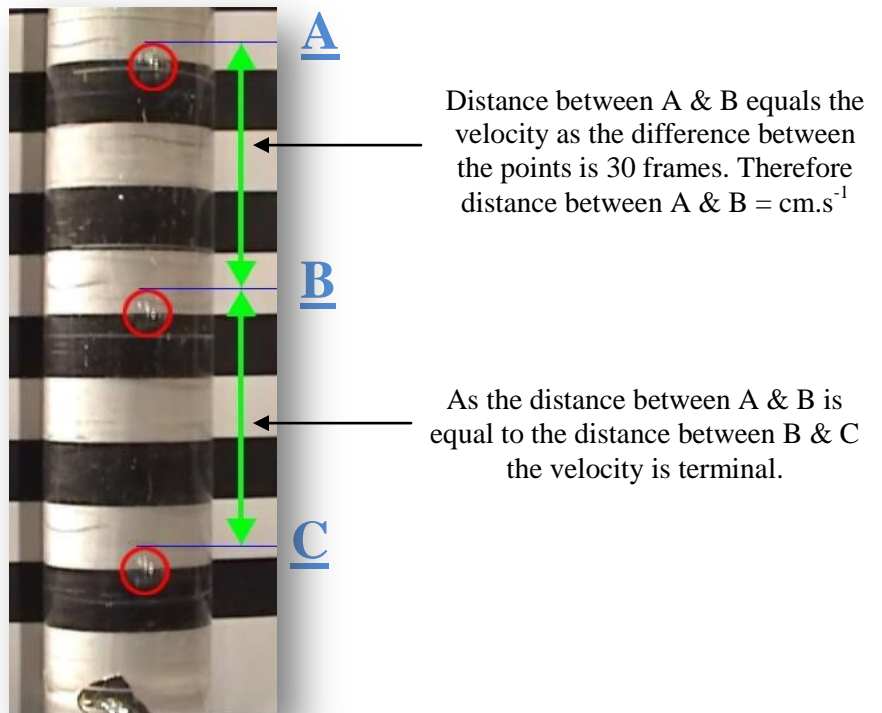 A
Distance between A & B equals the
velocity as the difference between
the points is 30 frames. Therefore
distance between A & B = cm.s⁻¹
B
As the distance between A & B is
equal to the distance between B & C
the velocity is terminal.
C